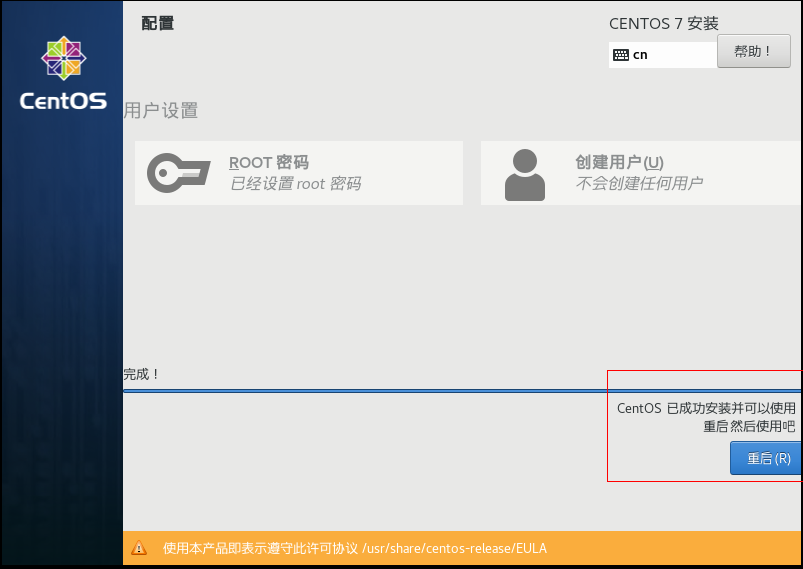 配置
CENTOS 7 安装
cn
帮助！
CentOS
用户设置
ROOT 密码
已经设置 root 密码
创建用户(U)
不会创建任何用户
完成！
CentOS 已成功安装并可以使用
重启然后使用吧
重启(R)
使用本产品即表示遵守此许可协议 /usr/share/centos-release/EULA